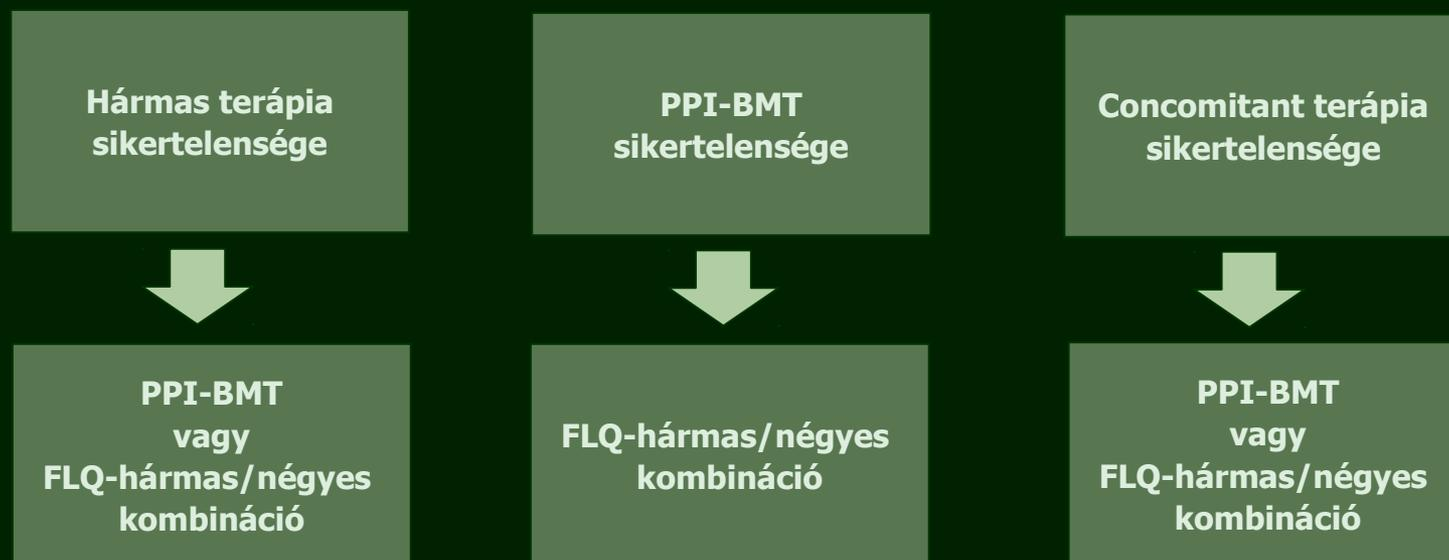 Hármas terápia
sikertelensége
PPI-BMT
sikertelensége
Concomitant terápia
sikertelensége
PPI-BMT
vagy
FLQ-hármas/négyes
kombináció
FLQ-hármas/négyes
kombináció
PPI-BMT
vagy
FLQ-hármas/négyes
kombináció